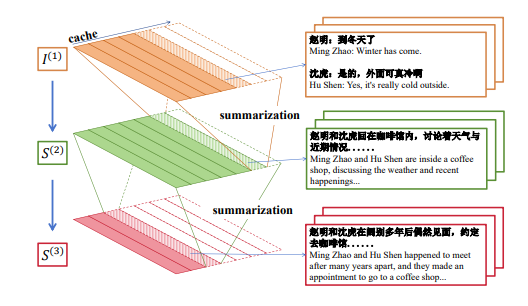 cache
I(1)
赵明：到冬天了
Ming Zhao: Winter has come.
沈虎：是的，外面可真冷啊
Hu Shen: Yes, it's really cold outside.
summarization
S(2)
赵明和沈虎回在咖啡馆内，讨论着天气与
近期情况......
Ming Zhao and Hu Shen are inside a coffee
shop, discussing the weather and recent
happenings...
summarization
S(3)
赵明和沈虎在阔别多年后偶然见面，约定
去咖啡馆......
Ming Zhao and Hu Shen happened to meet
after many years apart, and they made an
appointment to go to a coffee shop...